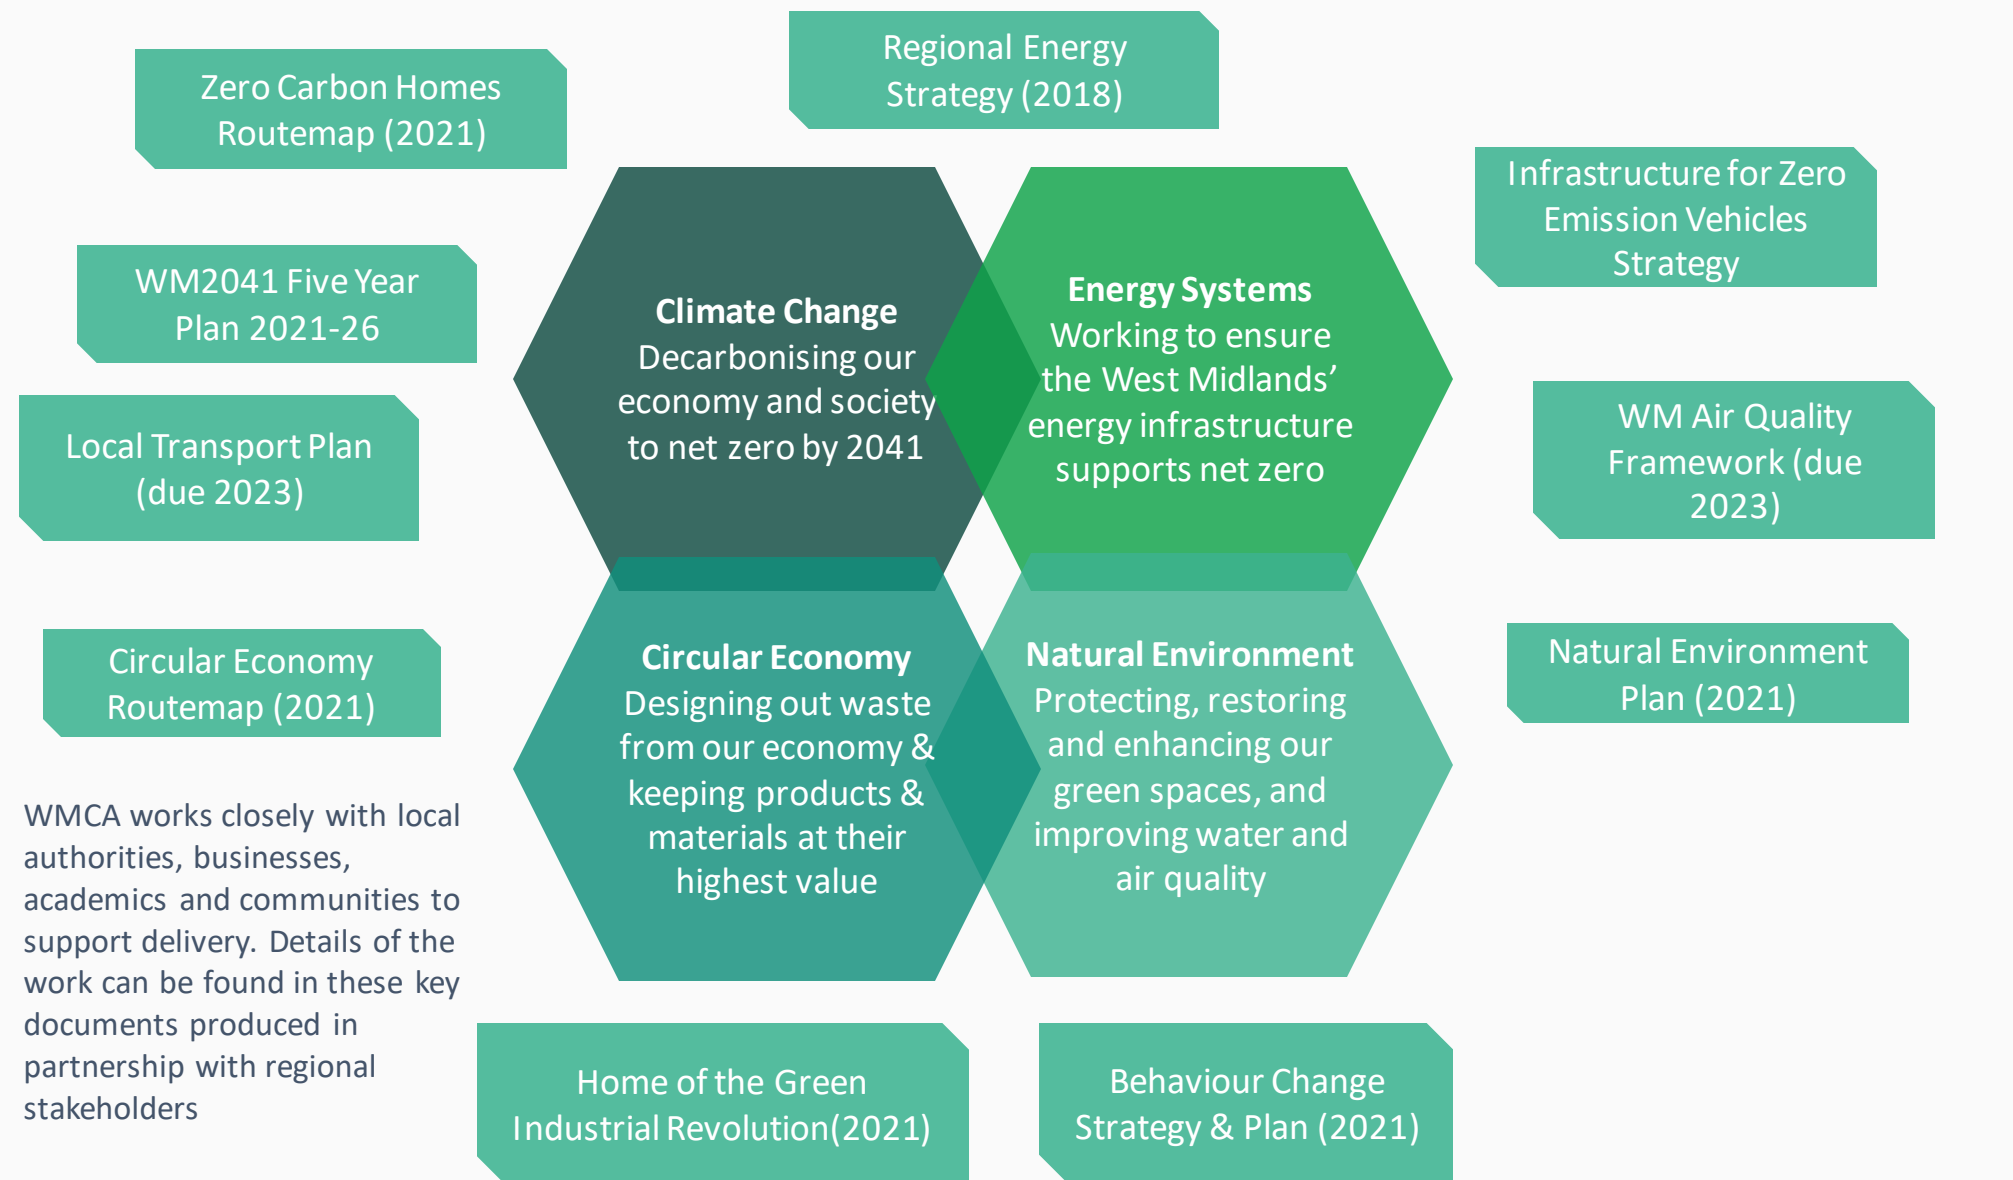 Regional Energy
Strategy (2018)
Zero Carbon Homes
Routemap (2021)
Infrastructure for Zero
Emission Vehicles
Strategy
WM2041 Five Year
Plan 2021-26
Climate Change
Decarbonising our
economy and society
to net zero by 2041
Energy Systems
Working to ensure
the West Midlands’
energy infrastructure
supports net zero
Local Transport Plan
(due 2023)
WM Air Quality
Framework (due
2023)
Circular Economy
Routemap (2021)
Circular Economy
Designing out waste
from our economy &
keeping products &
materials at their
highest value
Natural Environment
Protecting, restoring
and enhancing our
green spaces, and
improving water and
air quality
Natural Environment
Plan (2021)
WMCA works closely with local
authorities, businesses,
academics and communities to
support delivery. Details of the
work can be found in these key
documents produced in
partnership with regional
stakeholders
Home of the Green
Industrial Revolution(2021)
Behaviour Change
Strategy & Plan (2021)